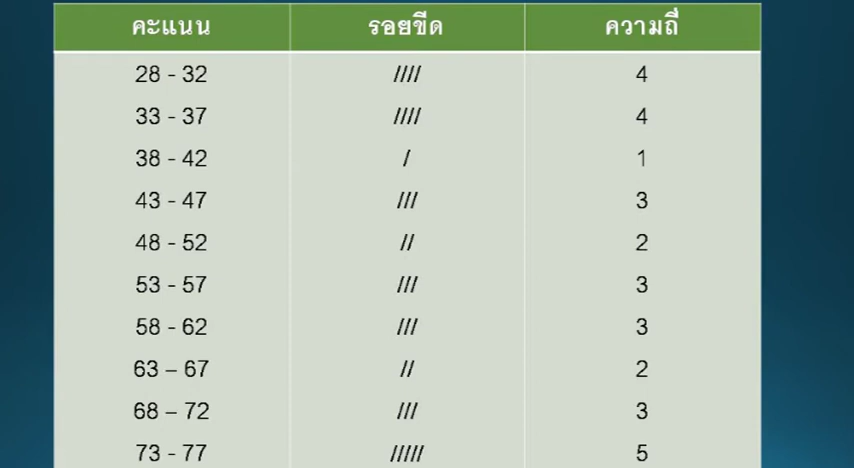 คะแนน รอยขีด ความถี่
28 - 32 //// 4
33 - 37 //// 4
38 - 42 / 1
43 - 47 /// 3
48 - 52 // 2
53 - 57 /// 3
58 - 62 /// 3
63 – 67 // 2
68 – 72 /// 3
73 - 77 ///// 5